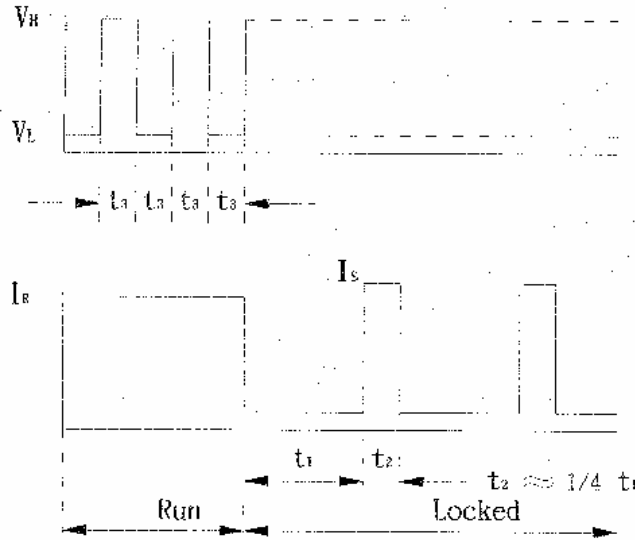 VH
VL
t3 t3 t3 t3
IR
IS
t1 t2
t2 ≈ 1/4 t1
Run Locked